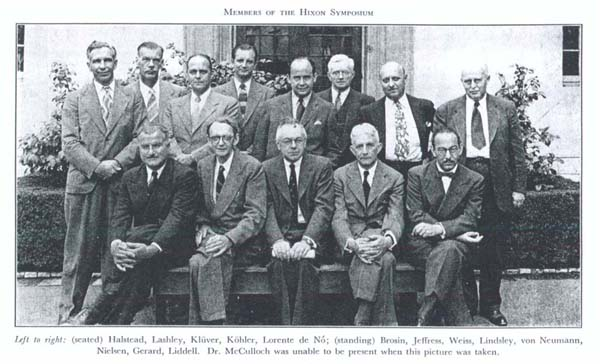 MEMBERS OF THE HIXON SYMPOSIUM
Left to right: (seated) Halstead, Lashley, Klüver, Köhler, Lorente de Nó; (standing) Brosin, Jeffress, Weiss, Lindsley, von Neumann,
Nielsen, Gerard, Liddell. Dr. McCulloch was unable to be present when this picture was taken.